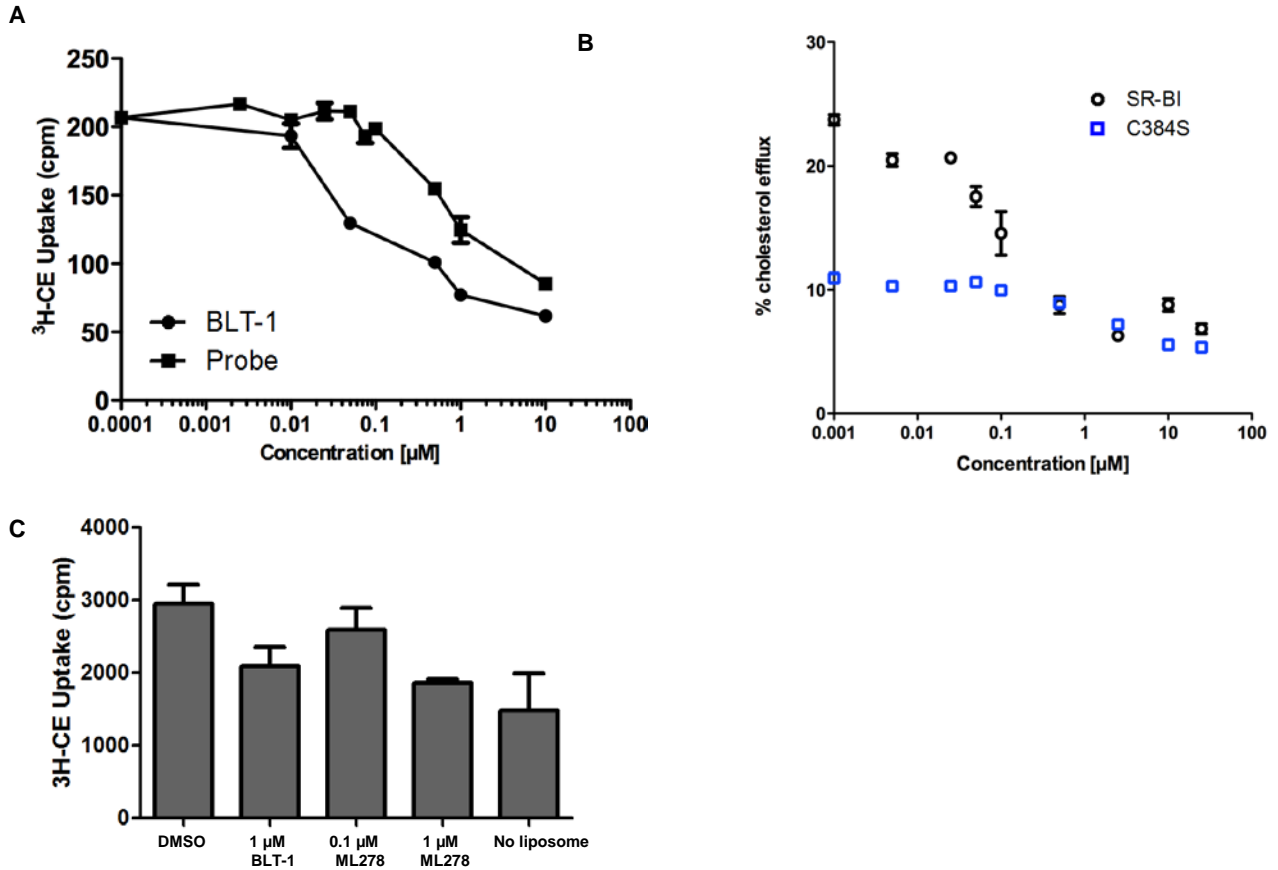 A
³H-CE Uptake (cpm)
250
200
150
100
50
0
BLT-1
Probe
0.0001
0.001
0.01
0.1
1
10
100
Concentration [µM]
B
% cholesterol efflux
30
20
10
0
SR-BI
C384S
0.001
0.01
0.1
1
10
100
Concentration [µM]
C
3H-CE Uptake (cpm)
4000
3000
2000
1000
0
DMSO
1 µM
BLT-1
0.1 µM
ML278
1 µM
ML278
No liposome